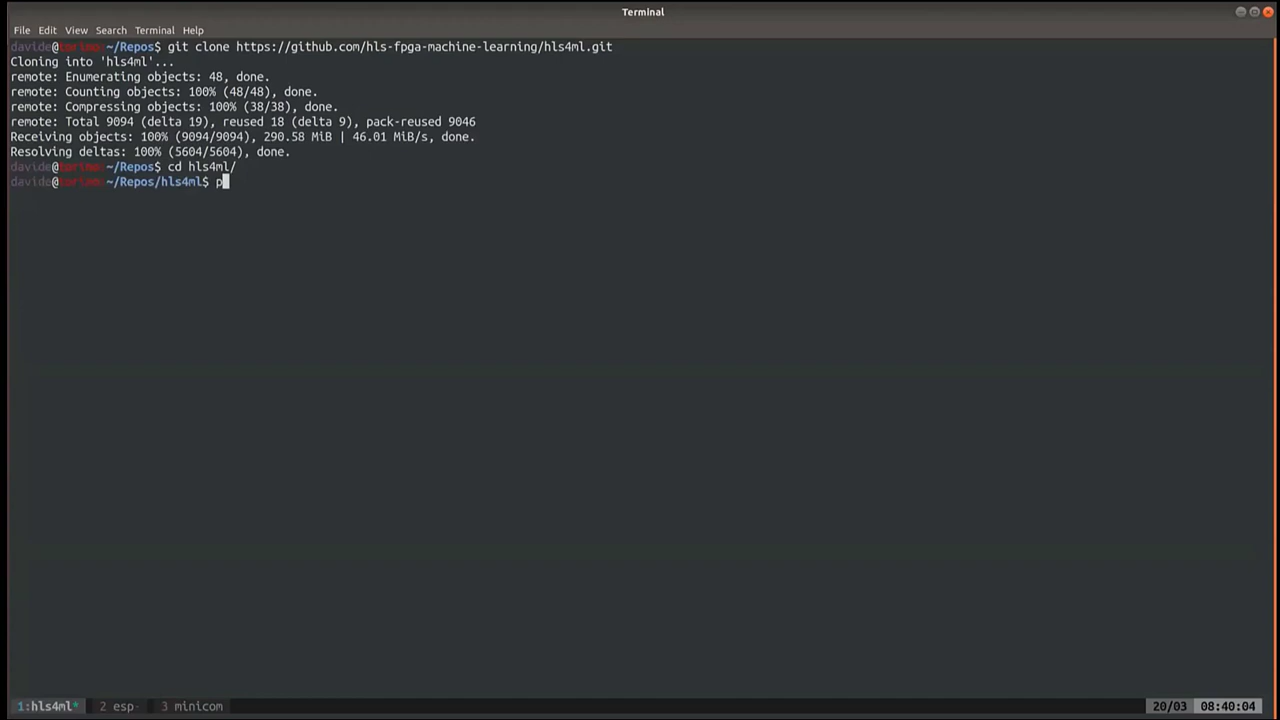 Terminal
File Edit View Search Terminal Help
davide@torino:~/Repos$ git clone https://github.com/hls-fpga-machine-learning/hls4ml.git
Cloning into 'hls4ml'...
remote: Enumerating objects: 48, done.
remote: Counting objects: 100% (48/48), done.
remote: Compressing objects: 100% (38/38), done.
remote: Total 9094 (delta 19), reused 18 (delta 9), pack-reused 9046
Receiving objects: 100% (9094/9094), 290.58 MiB | 46.01 MiB/s, done.
Resolving deltas: 100% (5604/5604), done.
davide@torino:~/Repos$ cd hls4ml/
davide@torino:~/Repos/hls4ml$ p
1:hls4ml* 2 esp- 3 minicom 20/03 08:40:04